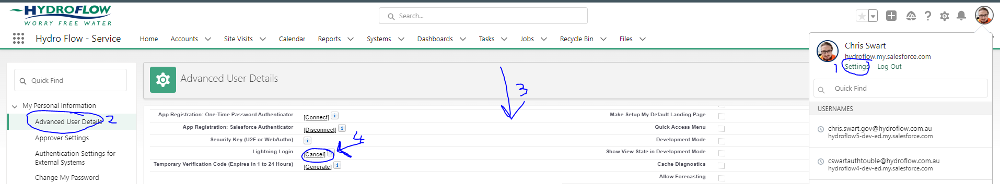 HYDROFLOW
WORRY FREE WATER
Search...
Hydro Flow - Service
Home
Accounts
Site Visits
Calendar
Reports
Systems
Dashboards
Tasks
Jobs
Recycle Bin
Files
Quick Find
My Personal Information
Advanced User Details
2
Approver Settings
Authentication Settings for
External Systems
Change My Password
Advanced User Details
3
App Registration: One-Time Password Authenticator [Connect] i
App Registration: Salesforce Authenticator [Disconnect] i
Security Key (U2F or WebAuthn) i
Lightning Login [Cancel] i
4
Temporary Verification Code (Expires in 1 to 24 Hours) [Generate] i
Make Setup My Default Landing Page
Quick Access Menu
Development Mode
Show View State in Development Mode
Cache Diagnostics
Allow Forecasting
Chris Swart
hydroflow.my.salesforce.com
1
Settings
Log Out
Quick Find
USERNAMES
chris.swart.gov@hydroflow.com.au
hydroflow5-dev-ed.my.salesforce.com
cswartauthtouble@hydroflow.com.au
hydroflow4-dev-ed.my.salesforce.com